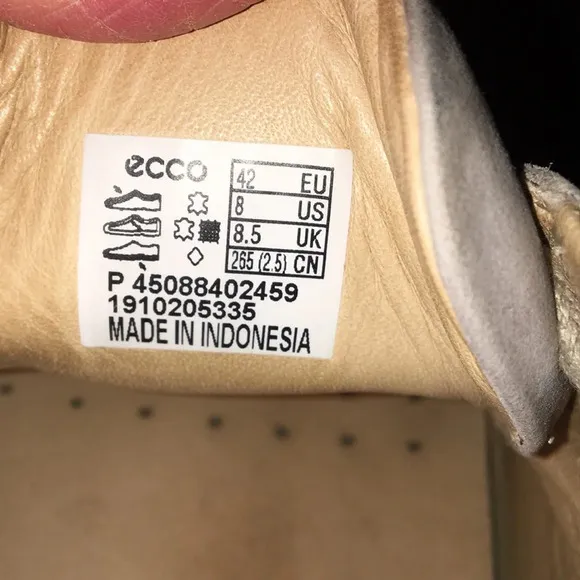 ecco
42 EU
8 US
8.5 UK
265 (2.5) CN
P 45088402459
1910205335
MADE IN INDONESIA